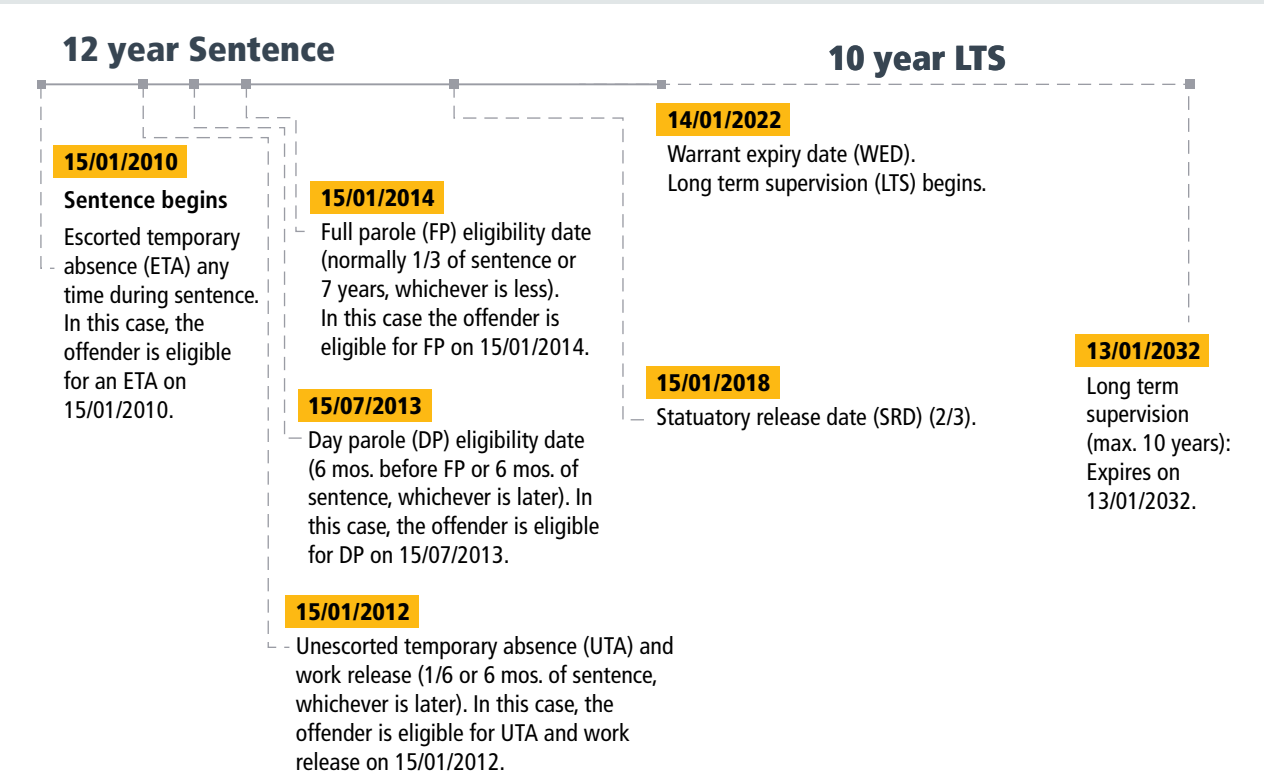 12 year Sentence
10 year LTS
15/01/2010
Sentence begins
Escorted temporary
absence (ETA) any
time during sentence.
In this case, the
offender is eligible
for an ETA on
15/01/2010.
15/01/2014
Full parole (FP) eligibility date
(normally 1/3 of sentence or
7 years, whichever is less).
In this case the offender is
eligible for FP on 15/01/2014.
15/07/2013
Day parole (DP) eligibility date
(6 mos. before FP or 6 mos. of
sentence, whichever is later). In
this case, the offender is eligible
for DP on 15/07/2013.
15/01/2012
Unescorted temporary absence (UTA) and
work release (1/6 or 6 mos. of sentence,
whichever is later). In this case, the
offender is eligible for UTA and work
release on 15/01/2012.
14/01/2022
Warrant expiry date (WED).
Long term supervision (LTS) begins.
15/01/2018
Statuatory release date (SRD) (2/3).
13/01/2032
Long term
supervision
(max. 10 years):
Expires on
13/01/2032.